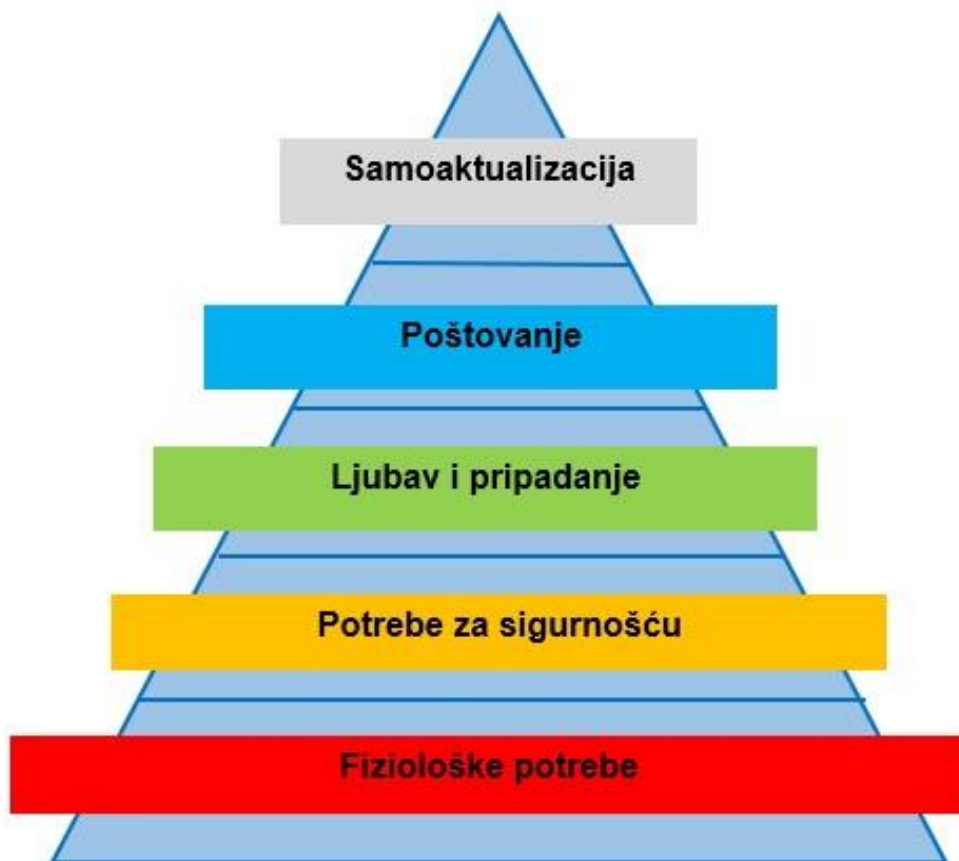 Samoaktualizacija
Poštovanje
Ljubav i pripadanje
Potrebe za sigurnošću
Fiziološke potrebe